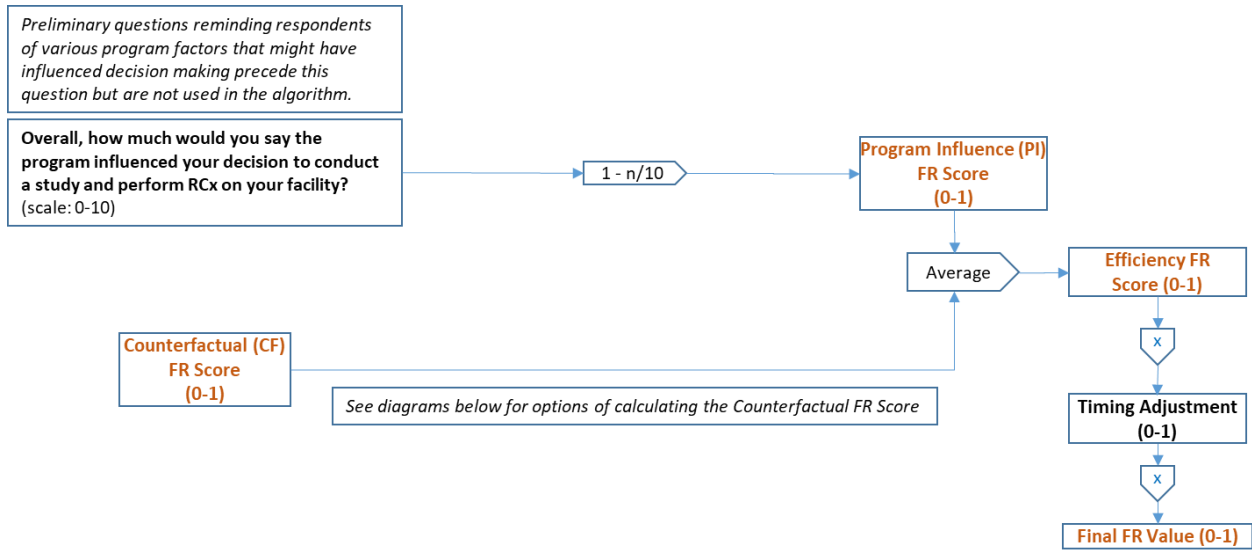 Preliminary questions reminding respondents
of various program factors that might have
influenced decision making precede this
question but are not used in the algorithm.
Overall, how much would you say the
program influenced your decision to conduct
a study and perform RCx on your facility?
(scale: 0-10)
1 - n/10
Program Influence (PI)
FR Score
(0-1)
Average
Efficiency FR
Score (0-1)
Counterfactual (CF)
FR Score
(0-1)
See diagrams below for options of calculating the Counterfactual FR Score
x
Timing Adjustment
(0-1)
x
Final FR Value (0-1)